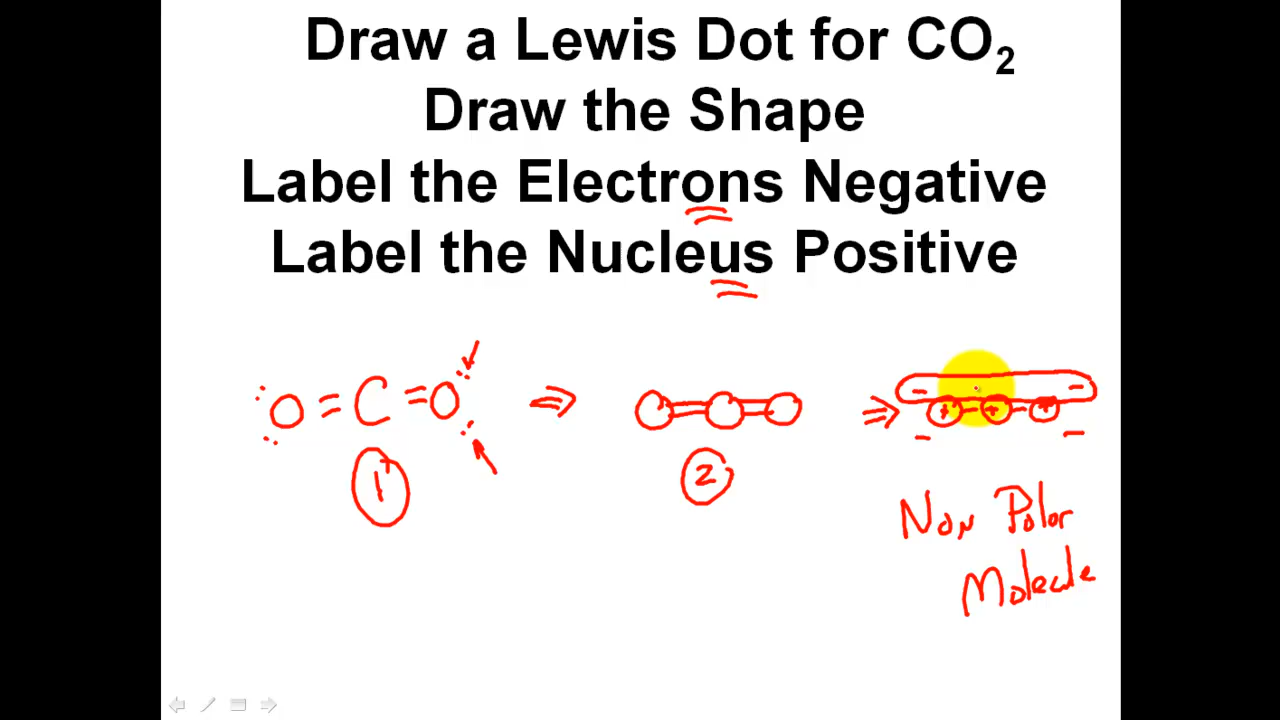 Draw a Lewis Dot for CO₂
Draw the Shape
Label the Electrons Negative
Label the Nucleus Positive
O = C = O ⇒ ⇒ − −
+ = + = +
− −
1 2
Non Polar
Molecule